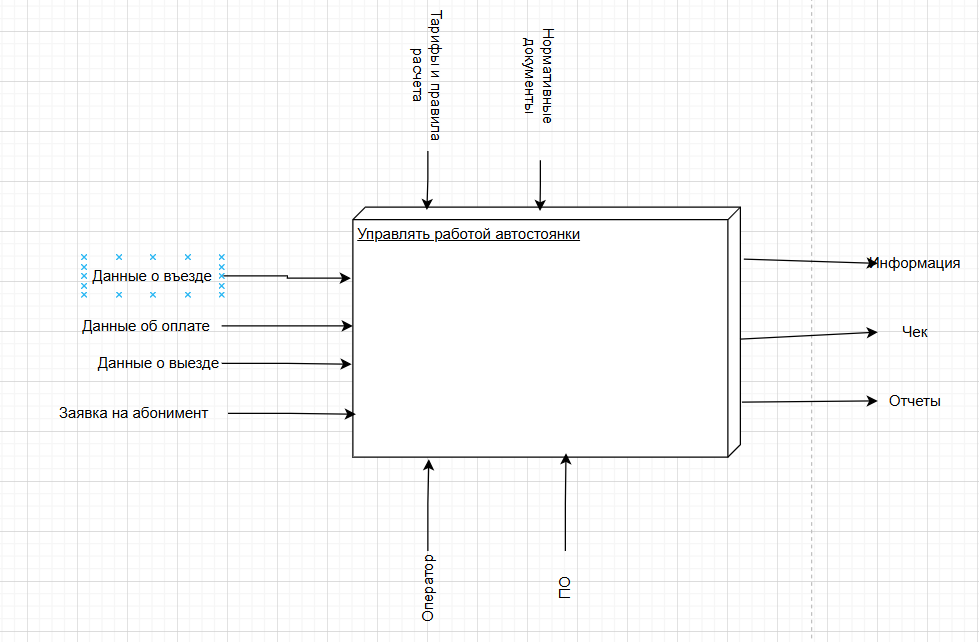 Тарифы и правила
расчета
Нормативные
документы
Управлять работой автостоянки
Данные о въезде
Данные об оплате
Данные о выезде
Заявка на абонимент
Информация
Чек
Отчеты
Оператор
ПО